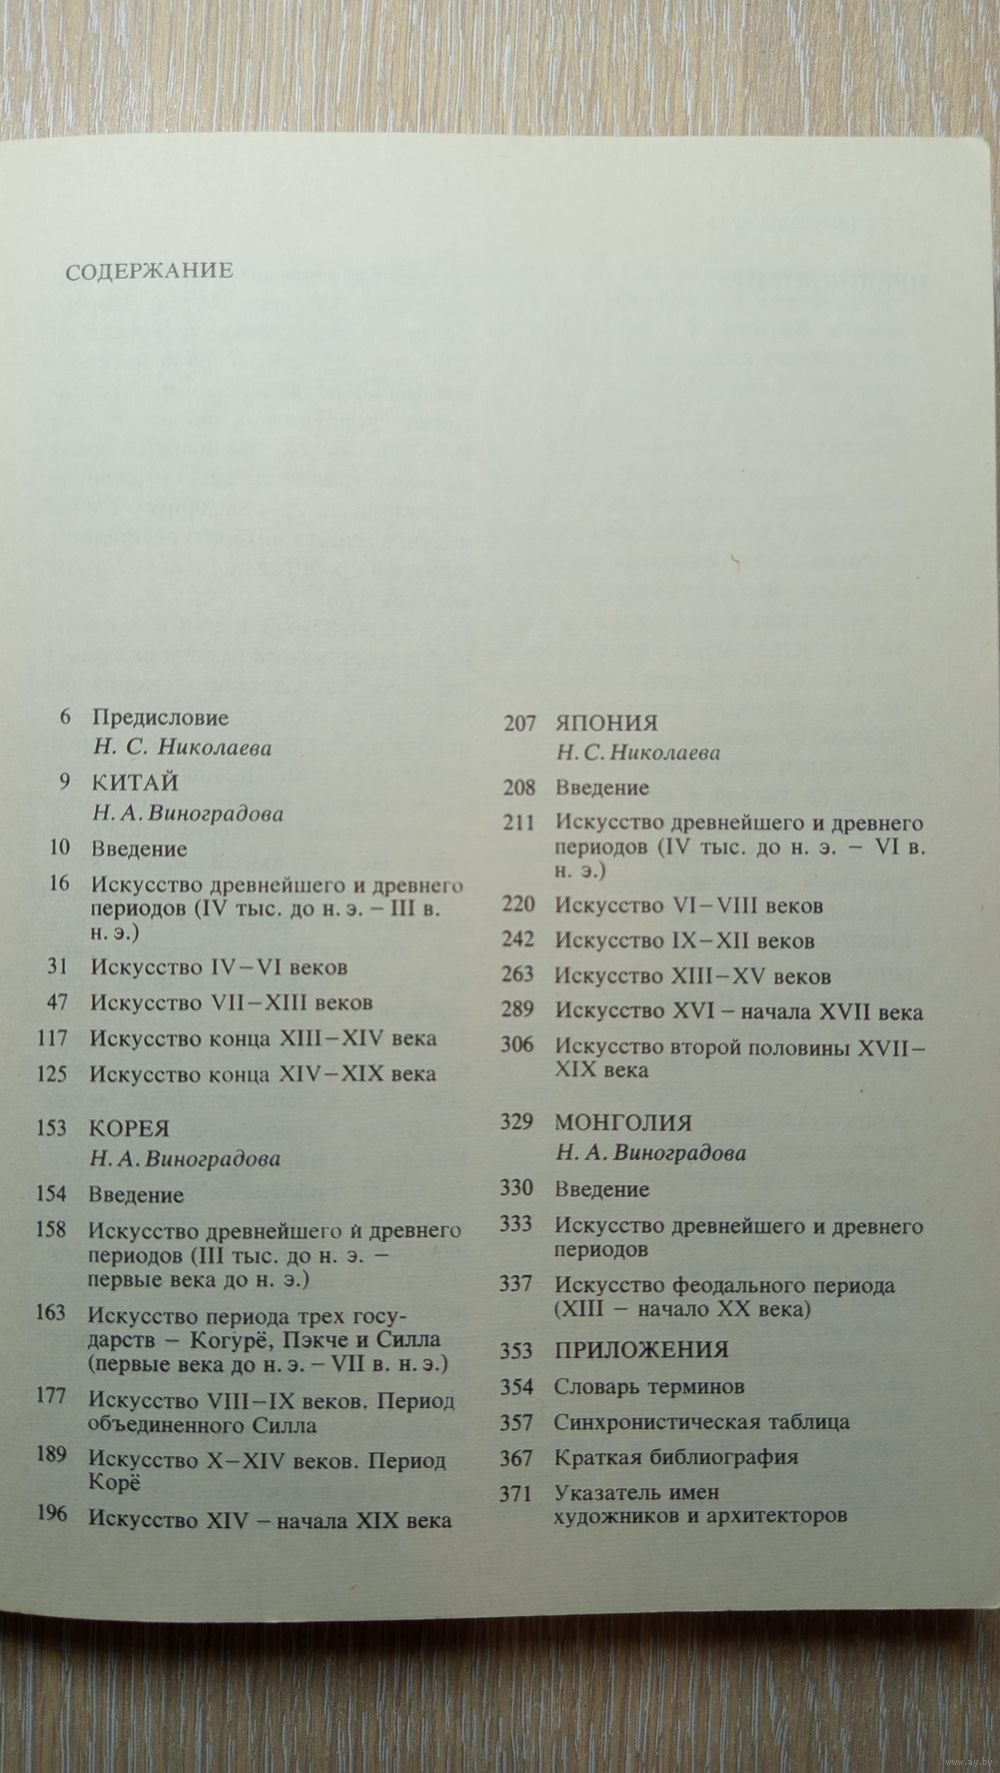 СОДЕРЖАНИЕ
6 Предисловие
Н. С. Николаева
9 КИТАЙ
Н. А. Виноградова
10 Введение
16 Искусство древнейшего и древнего
периодов (IV тыс. до н. э. – III в.
н. э.)
31 Искусство IV–VI веков
47 Искусство VII–XIII веков
117 Искусство конца XIII–XIV века
125 Искусство конца XIV–XIX века
153 КОРЕЯ
Н. А. Виноградова
154 Введение
158 Искусство древнейшего и древнего
периодов (III тыс. до н. э. –
первые века до н. э.)
163 Искусство периода трех госу-
дарств – Когурё, Пэкче и Силла
(первые века до н. э. – VII в. н. э.)
177 Искусство VIII–IX веков. Период
объединенного Силла
189 Искусство X–XIV веков. Период
Корё
196 Искусство XIV – начала XIX века
207 ЯПОНИЯ
Н. С. Николаева
208 Введение
211 Искусство древнейшего и древнего
периодов (IV тыс. до н. э. – VI в.
н. э.)
220 Искусство VI–VIII веков
242 Искусство IX–XII веков
263 Искусство XIII–XV веков
289 Искусство XVI – начала XVII века
306 Искусство второй половины XVII–
XIX века
329 МОНГОЛИЯ
Н. А. Виноградова
330 Введение
333 Искусство древнейшего и древнего
периодов
337 Искусство феодального периода
(XIII – начало XX века)
353 ПРИЛОЖЕНИЯ
354 Словарь терминов
357 Синхронистическая таблица
367 Краткая библиография
371 Указатель имен
художников и архитекторов
www.ay.by